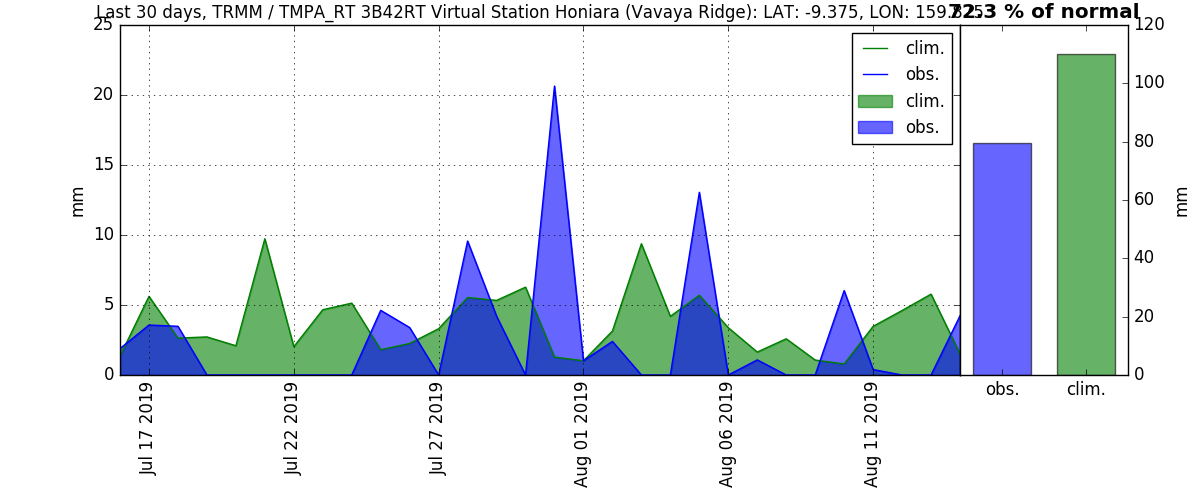 Last 30 days, TRMM / TMPA_RT 3B42RT Virtual Station Honiara (Vavaya Ridge): LAT: -9.375, LON:
72.3 % of normal
25
20
15
10
5
0
mm
clim.
obs.
clim.
obs.
Jul 17 2019
Jul 22 2019
Jul 27 2019
Aug 01 2019
Aug 06 2019
Aug 11 2019
120
100
80
60
40
20
0
mm
obs.
clim.